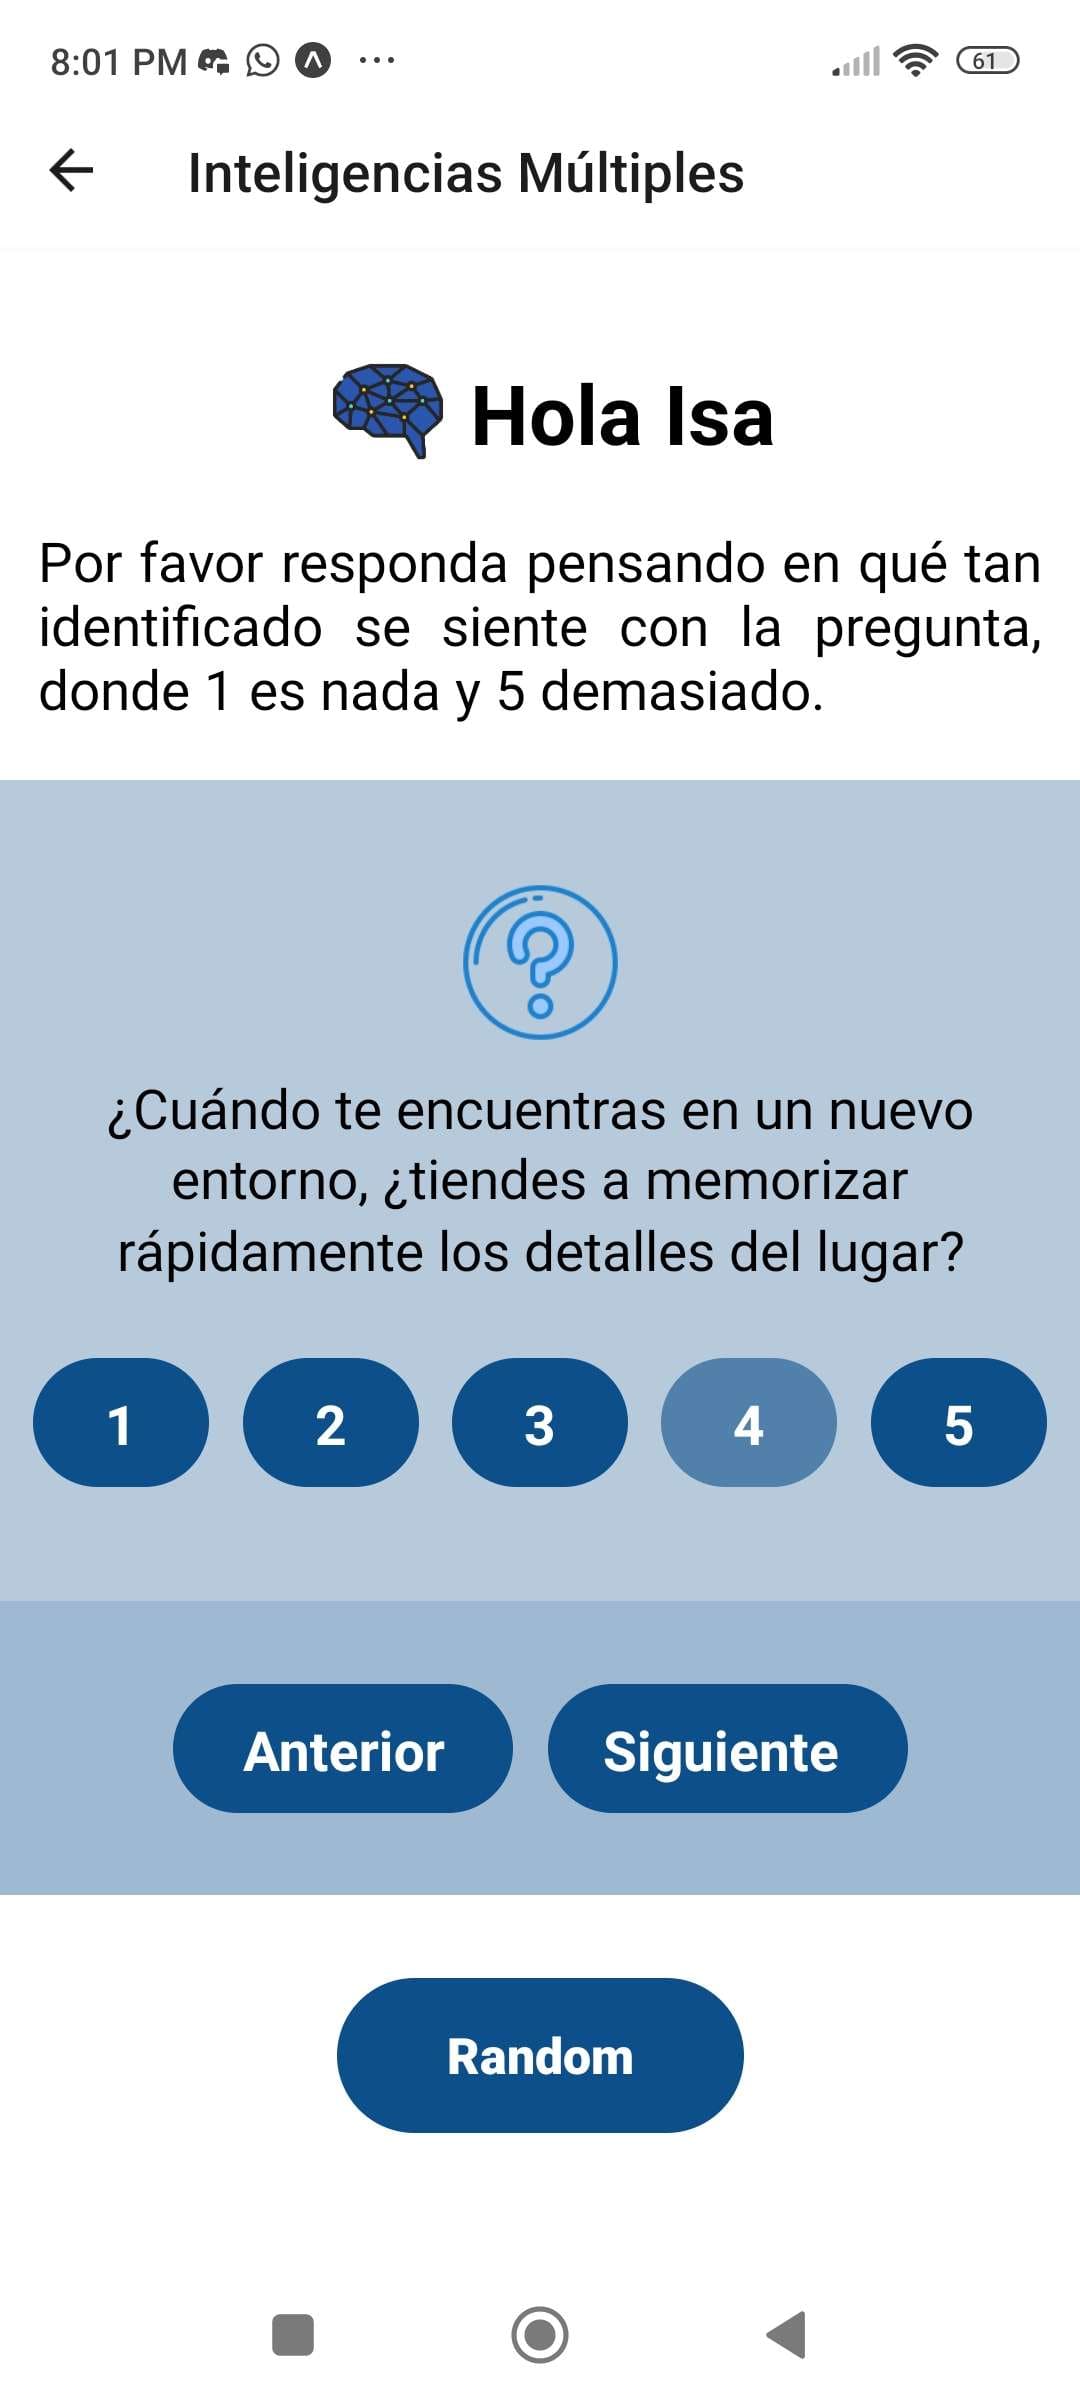 8:01 PM
61
Inteligencias Múltiples
Hola Isa
Por favor responda pensando en qué tan
identificado se siente con la pregunta,
donde 1 es nada y 5 demasiado.
¿Cuándo te encuentras en un nuevo
entorno, ¿tiendes a memorizar
rápidamente los detalles del lugar?
1 2 3 4 5
Anterior Siguiente
Random